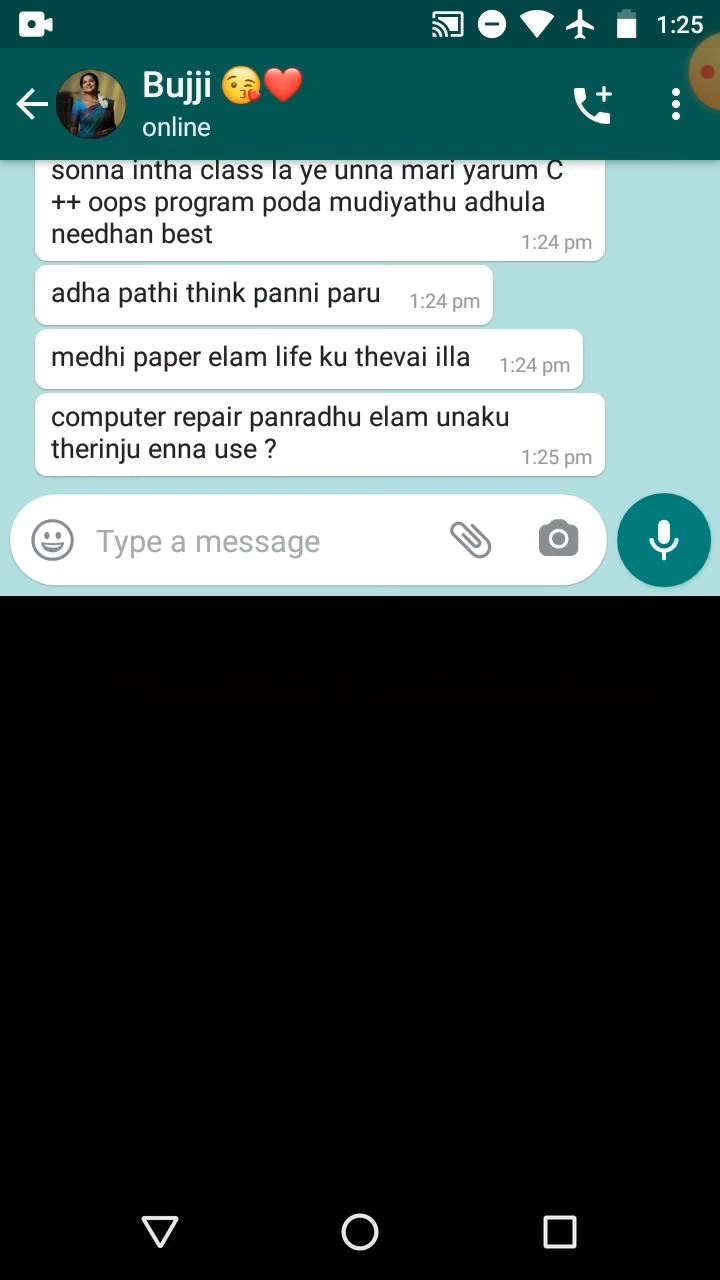 1:25
Bujji 😘❤️
online
sonna intha class la ye unna mari yarum C
++ oops program poda mudiyathu adhula
needhan best
1:24 pm
adha pathi think panni paru
1:24 pm
medhi paper elam life ku thevai illa
1:24 pm
computer repair panradhu elam unaku
therinju enna use ?
1:25 pm
Type a message